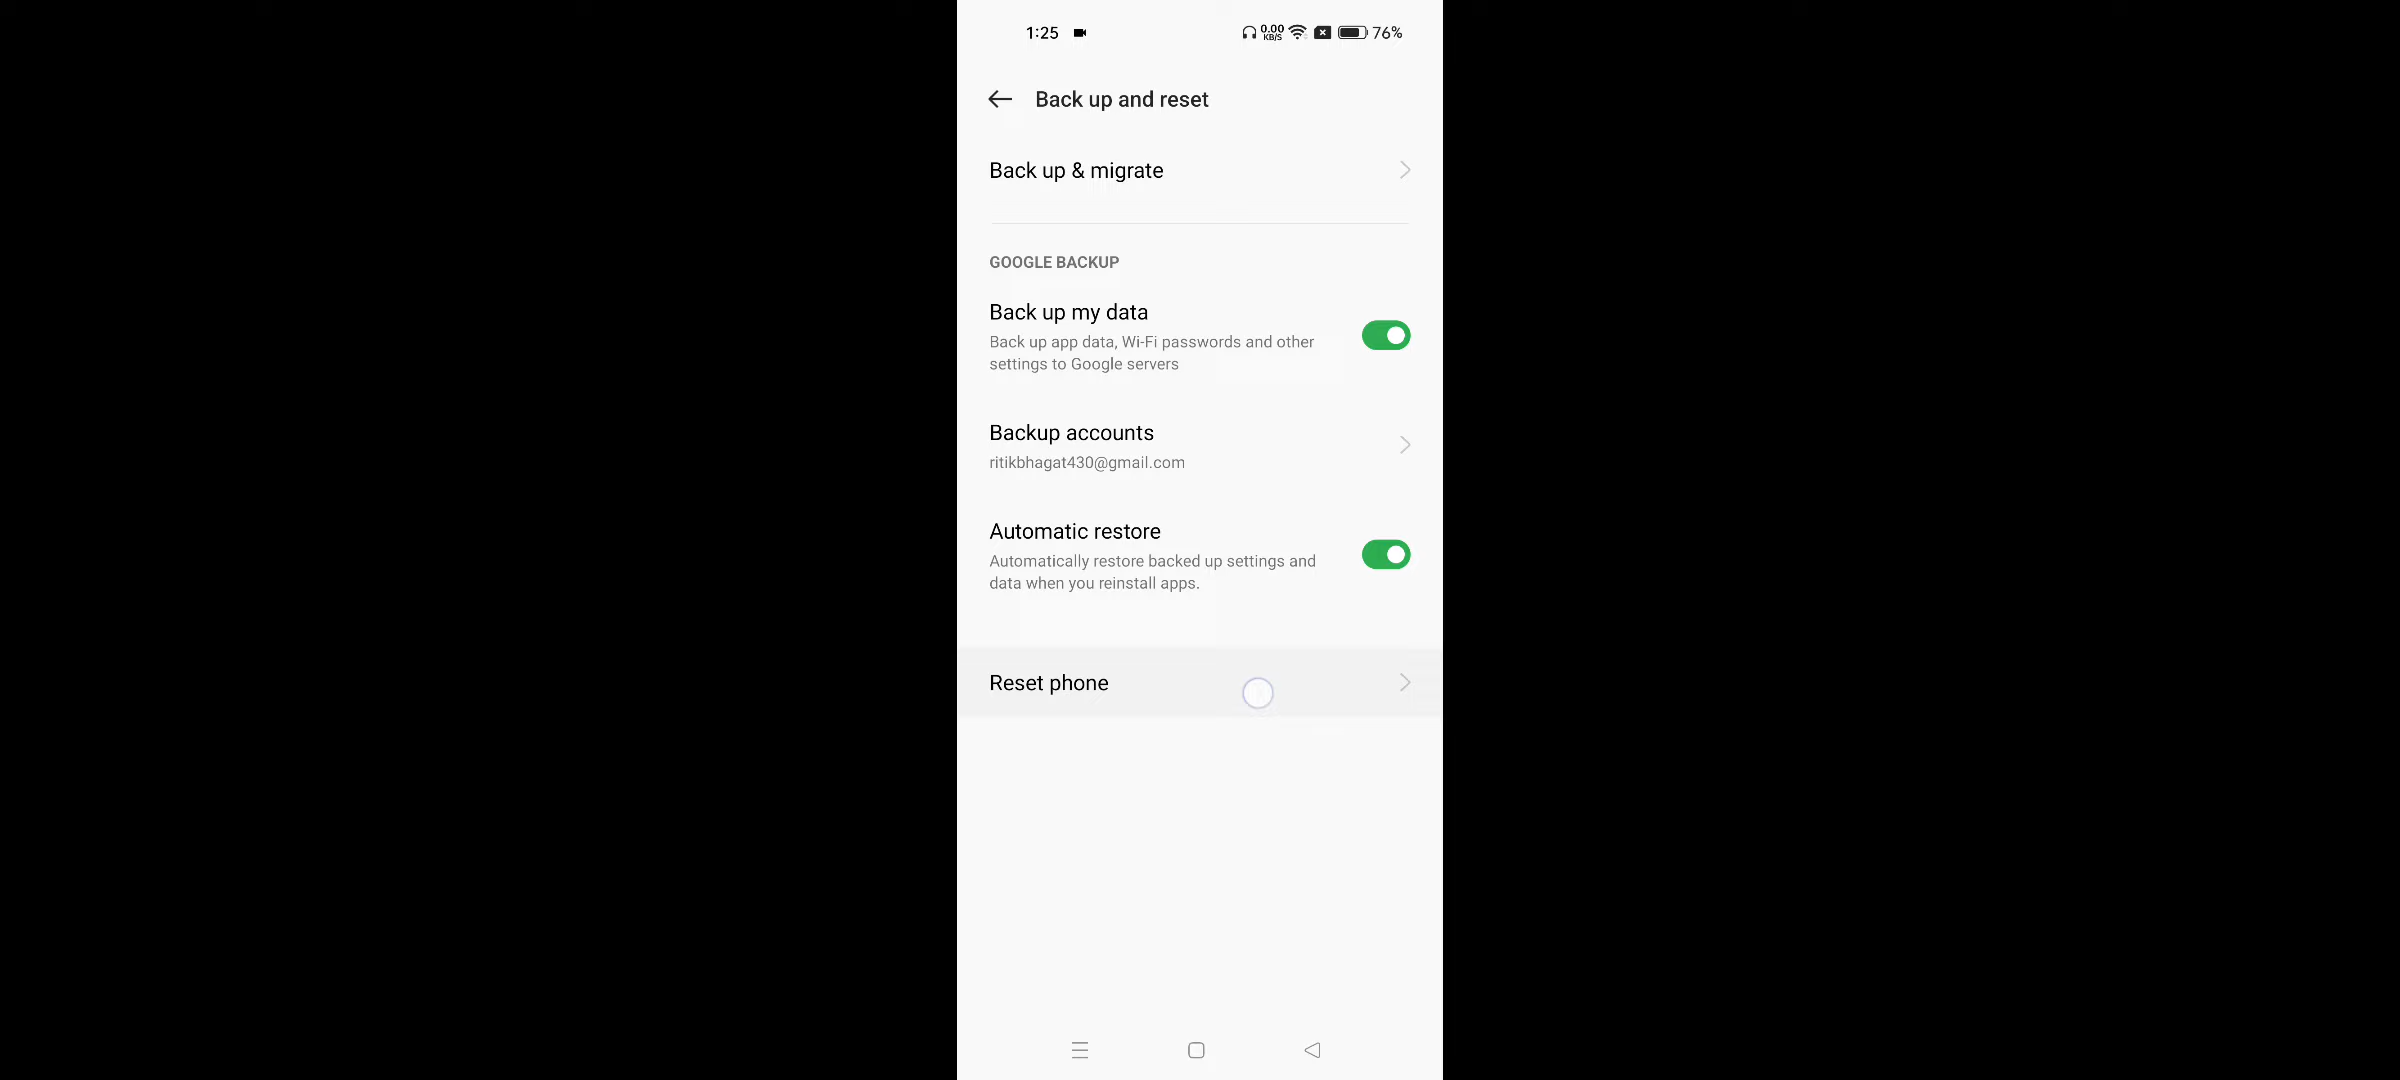 1:25
0.00
KB/S
76%
Back up and reset
Back up & migrate
GOOGLE BACKUP
Back up my data
Back up app data, Wi-Fi passwords and other
settings to Google servers
Backup accounts
ritikbhagat430@gmail.com
Automatic restore
Automatically restore backed up settings and
data when you reinstall apps.
Reset phone